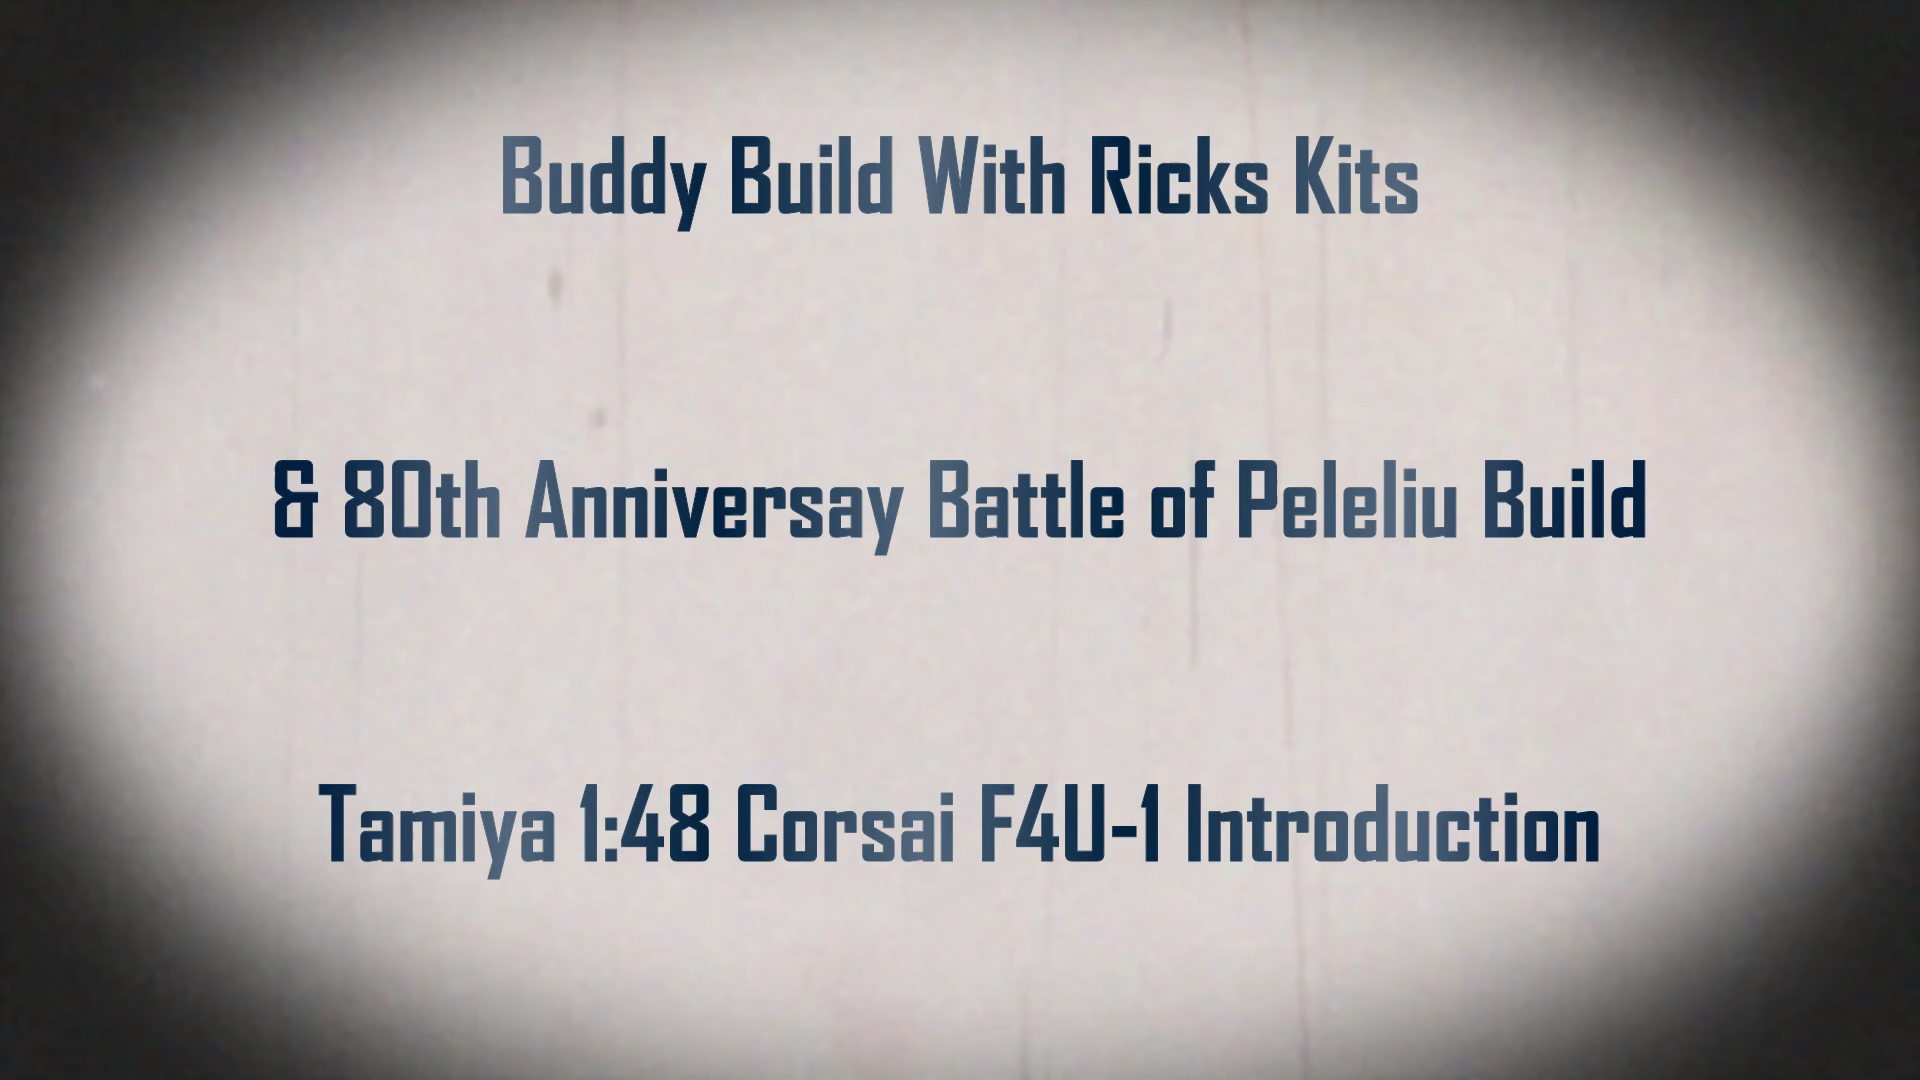 Buddy Build With Ricks Kits
& 80th Anniversay Battle of Peleliu Build
Tamiya 1:48 Corsai F4U-1 Introduction